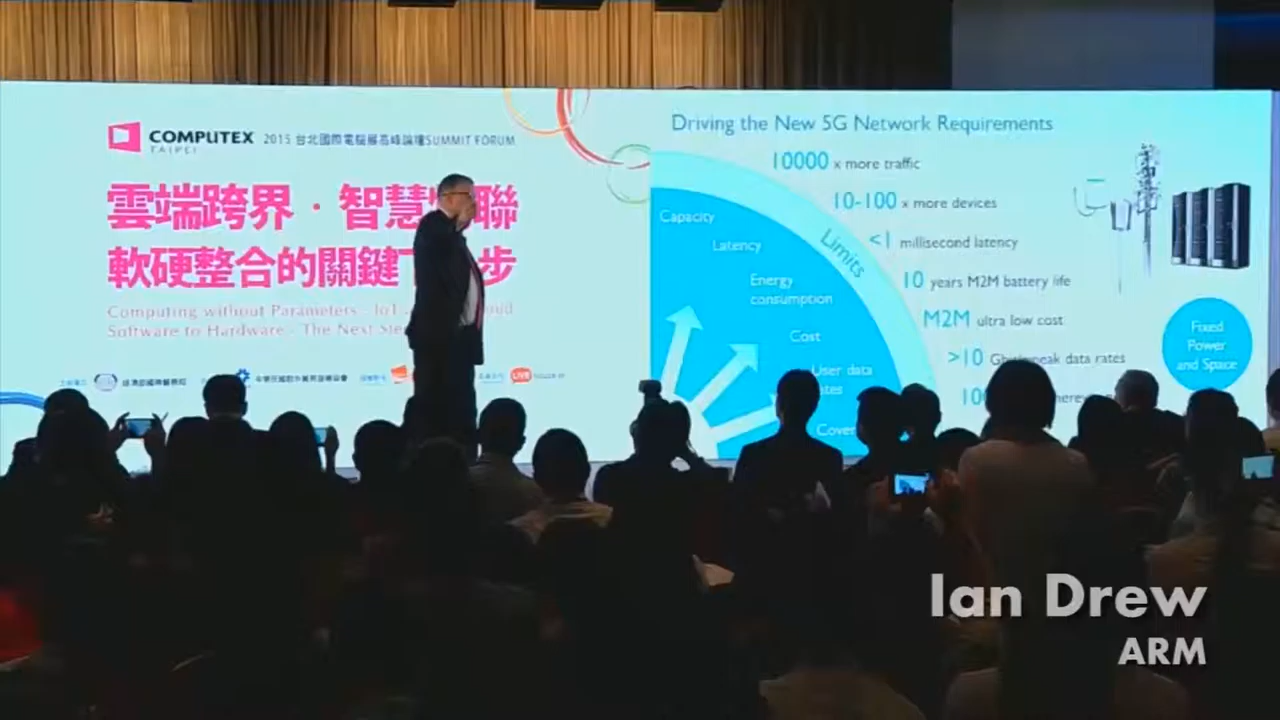 COMPUTEX 2015 台北國際電腦展高峰論壇SUMMIT FORUM
TAIPEI
雲端跨界·智慧 聯
軟硬整合的關鍵 步
Computing without Parameters - IoT
Software to Hardware - The Next
LIVE
Driving the New 5G Network Requirements
10000 x more traffic
10-100 x more devices
<1 millisecond latency
10 years M2M battery life
M2M ultra low cost
>10 peak data rates
Limits
Capacity
Latency
Energy
consumption
Cost
User data
Fixed
Power
and Space
Ian Drew
ARM